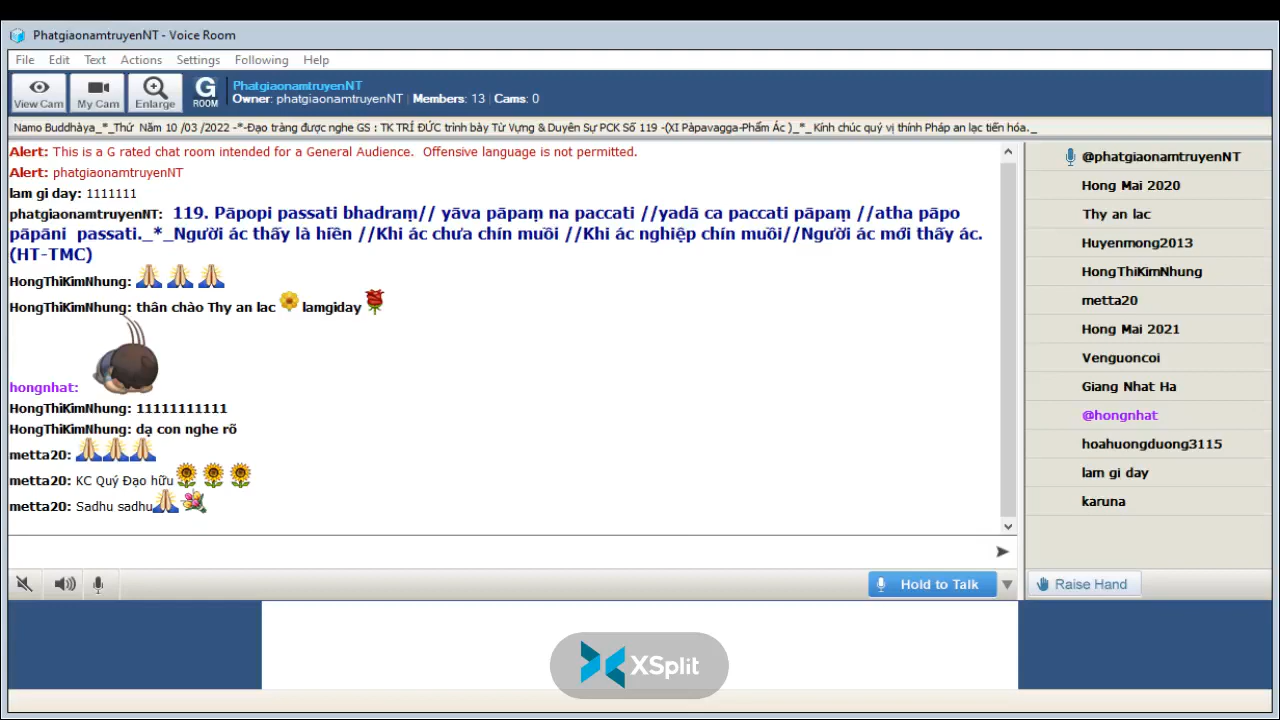 PhatgiaonamtruyenNT - Voice Room
File Edit Text Actions Settings Following Help
View Cam My Cam Enlarge G ROOM
PhatgiaonamtruyenNT
Owner: phatgiaonamtruyenNT | Members: 13 | Cams: 0
Namo Buddhàya_*_Thứ Năm 10 /03 /2022 -*-Đạo tràng được nghe GS : TK TRÍ ĐỨC trình bày Từ Vựng & Duyên Sự PCK Số 119 -(XI Pàpavagga-Phẩm Ác )_*_ Kính chúc quý vị thính Pháp an lạc tiến hóa._
Alert: This is a G rated chat room intended for a General Audience. Offensive language is not permitted.
Alert: phatgiaonamtruyenNT
lam gi day: 1111111
phatgiaonamtruyenNT: 119. Pāpopi passati bhadraṃ// yāva pāpaṃ na paccati //yadā ca paccati pāpaṃ //atha pāpo
pāpāni passati._*_Người ác thấy là hiền //Khi ác chưa chín muồi //Khi ác nghiệp chín muồi//Người ác mới thấy ác.
(HT-TMC)
HongThiKimNhung:
HongThiKimNhung: thân chào Thy an lac lamgiday
hongnhat:
HongThiKimNhung: 11111111111
HongThiKimNhung: dạ con nghe rõ
metta20:
metta20: KC Quý Đạo hữu
metta20: Sadhu sadhu
@phatgiaonamtruyenNT
Hong Mai 2020
Thy an lac
Huyenmong2013
HongThiKimNhung
metta20
Hong Mai 2021
Venguoncoi
Giang Nhat Ha
@hongnhat
hoahuongduong3115
lam gi day
karuna
Hold to Talk
Raise Hand
XSplit